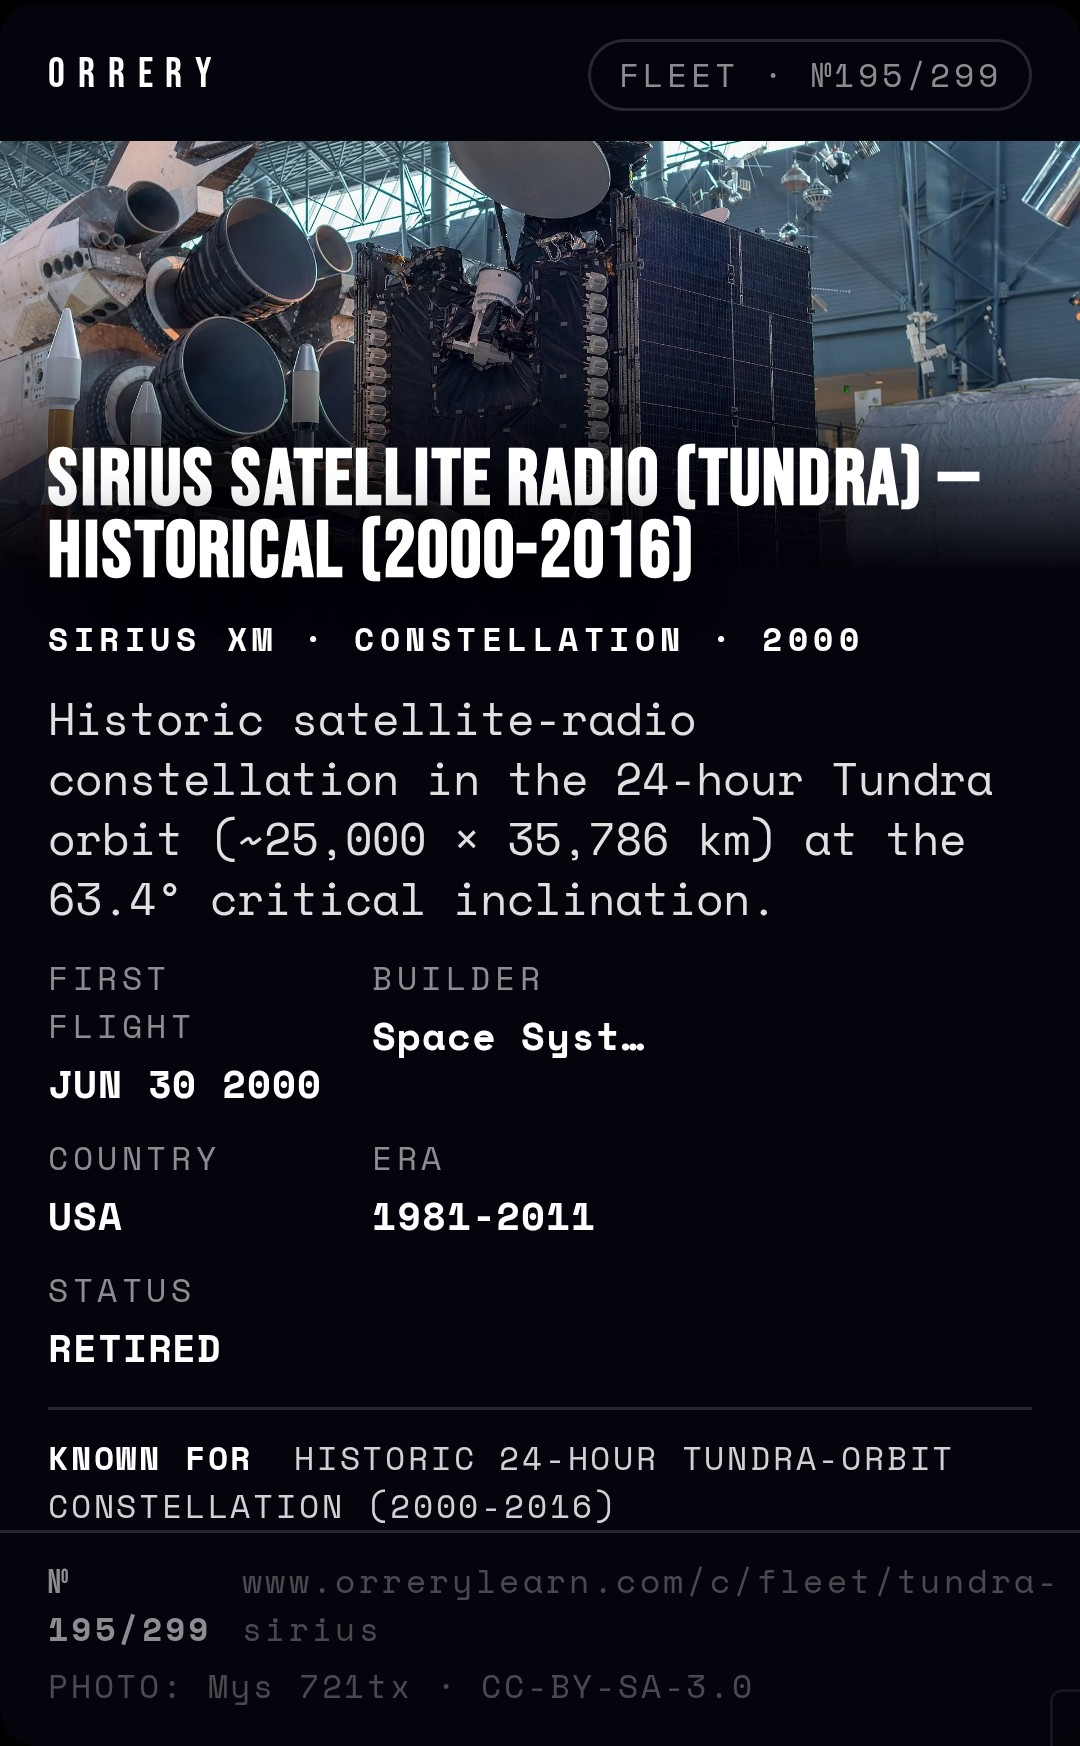 ORRERY
FLEET · №195/299
SIRIUS SATELLITE RADIO (TUNDRA) —
HISTORICAL (2000-2016)
SIRIUS XM · CONSTELLATION · 2000
Historic satellite-radio
constellation in the 24-hour Tundra
orbit (~25,000 × 35,786 km) at the
63.4° critical inclination.
FIRST
FLIGHT
JUN 30 2000
BUILDER
Space Syst…
COUNTRY
USA
ERA
1981-2011
STATUS
RETIRED
KNOWN FOR HISTORIC 24-HOUR TUNDRA-ORBIT
CONSTELLATION (2000-2016)
№
195/299
www.orrerylearn.com/c/fleet/tundra-
sirius
PHOTO: Mys 721tx · CC-BY-SA-3.0